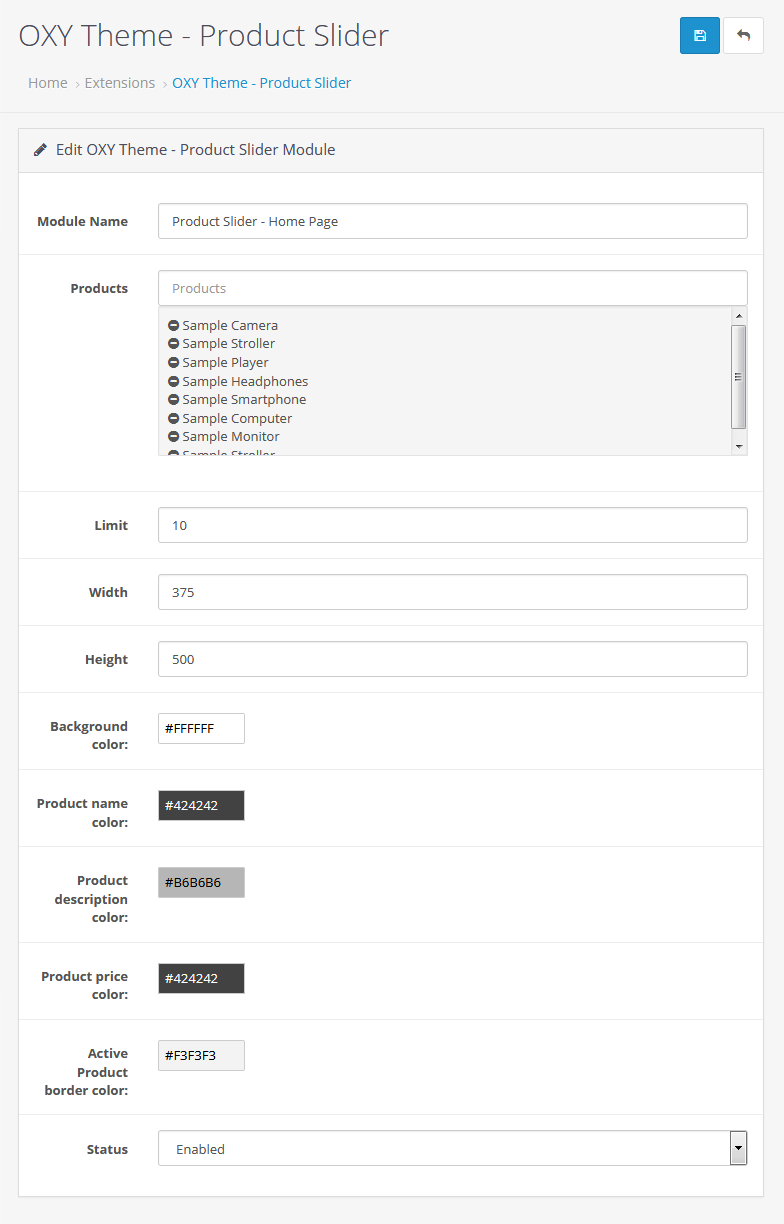 OXY Theme - Product Slider
Home › Extensions › OXY Theme - Product Slider
Edit OXY Theme - Product Slider Module
Module Name
Product Slider - Home Page
Products
Products
Sample Camera
Sample Stroller
Sample Player
Sample Headphones
Sample Smartphone
Sample Computer
Sample Monitor
Sample Stroller
Limit
10
Width
375
Height
500
Background
color:
#FFFFFF
Product name
color:
#424242
Product
description
color:
#B6B6B6
Product price
color:
#424242
Active
Product
border color:
#F3F3F3
Status
Enabled